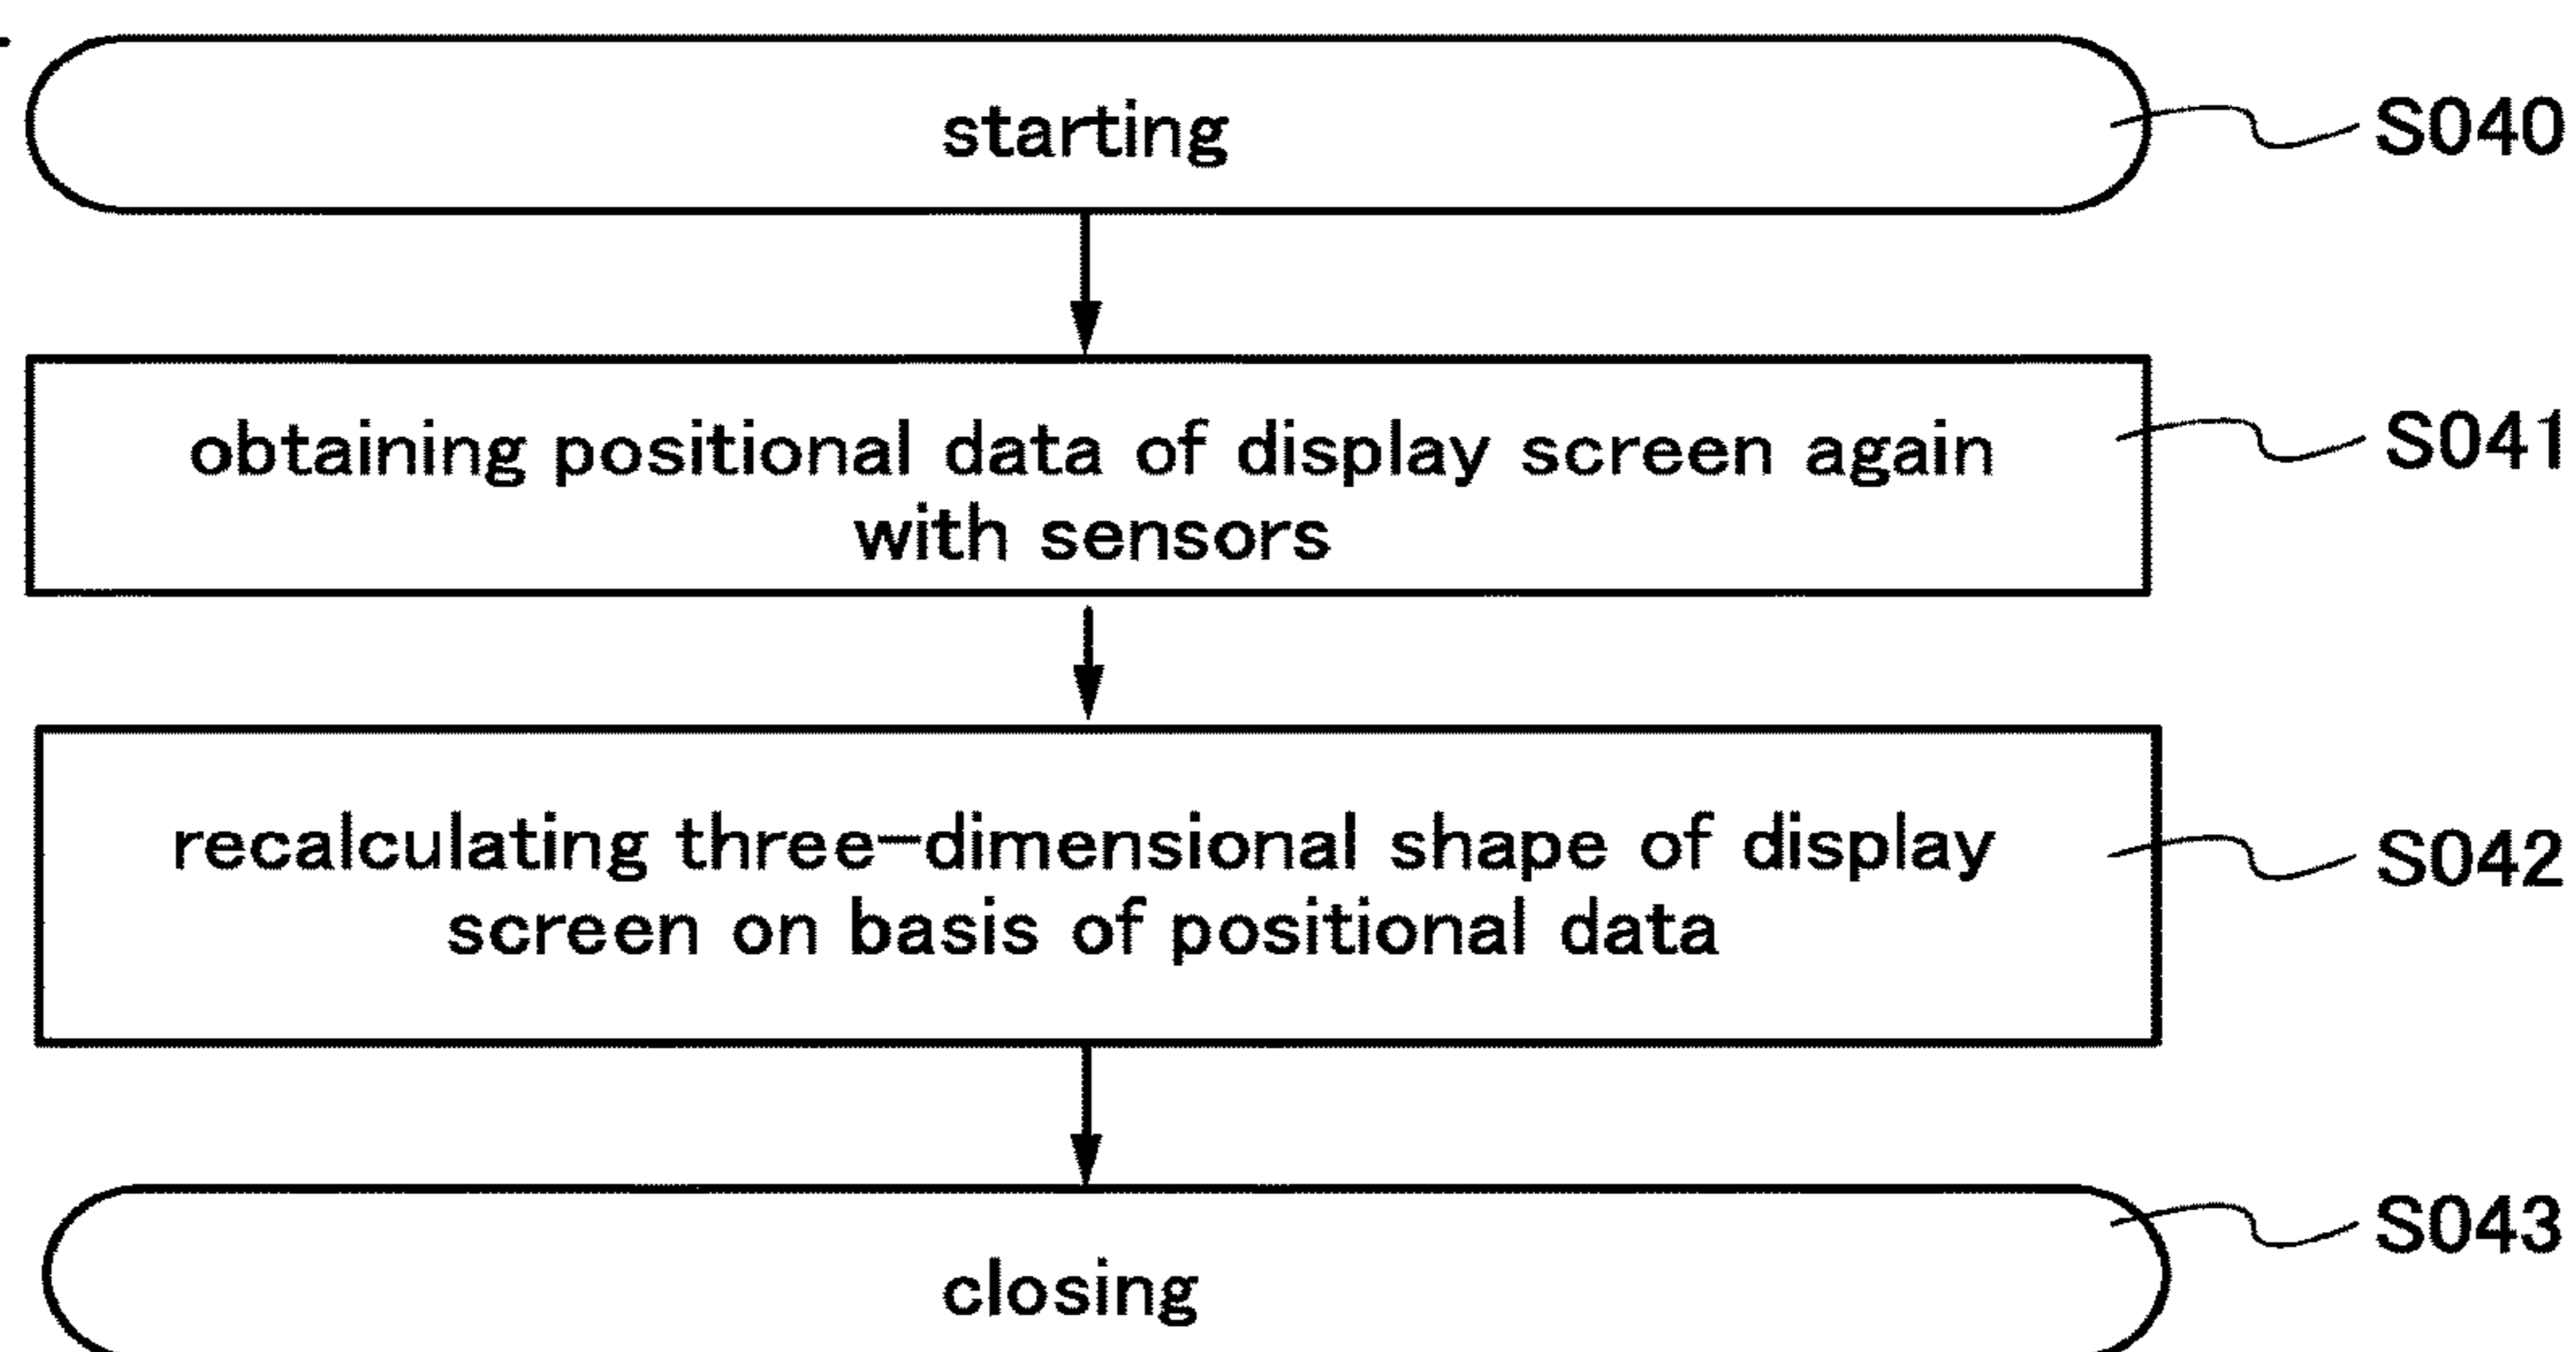 starting
S040
obtaining positional data of display screen again
with sensors
S041
recalculating three-dimensional shape of display
screen on basis of positional data
S042
closing
S043